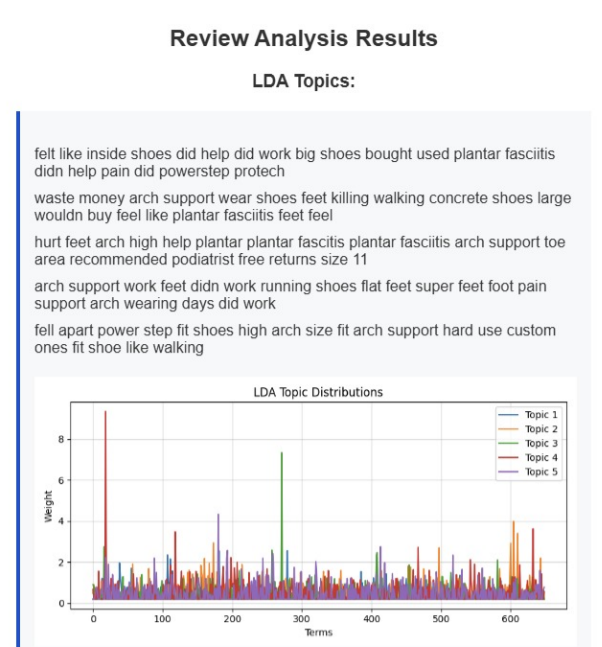 Review Analysis Results
LDA Topics:
felt like inside shoes did help did work big shoes bought used plantar fasciitis
didn help pain did powerstep protech
waste money arch support wear shoes feet killing walking concrete shoes large
wouldn buy feel like plantar fasciitis feet feel
hurt feet arch high help plantar plantar fascitis plantar fasciitis arch support toe
area recommended podiatrist free returns size 11
arch support work feet didn work running shoes flat feet super feet foot pain
support arch wearing days did work
fell apart power step fit shoes high arch size fit arch support hard use custom
ones fit shoe like walking
LDA Topic Distributions
Topic 1
Topic 2
Topic 3
Topic 4
Topic 5
8
6
4
2
0
Weight
0 100 200 300 400 500 600
Terms